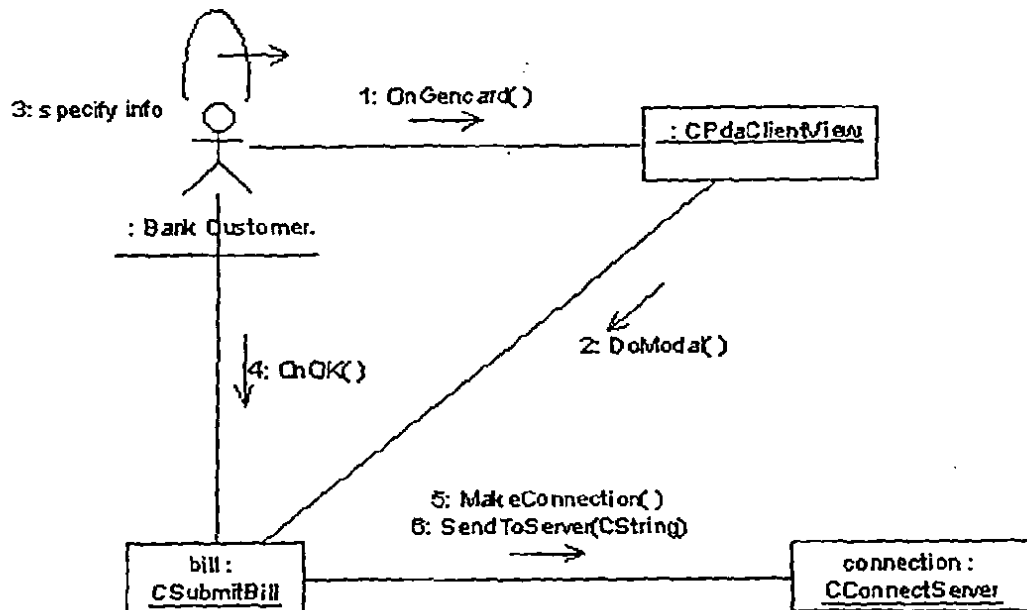 3: specify info
1: OnGencard()
: CPdaClientView
: Bank Customer.
2: DoModal()
4: OnOK()
5: MakeConnection()
6: SendToServer(CString)
bill :
CSubmitBill
connection :
CConnectServer